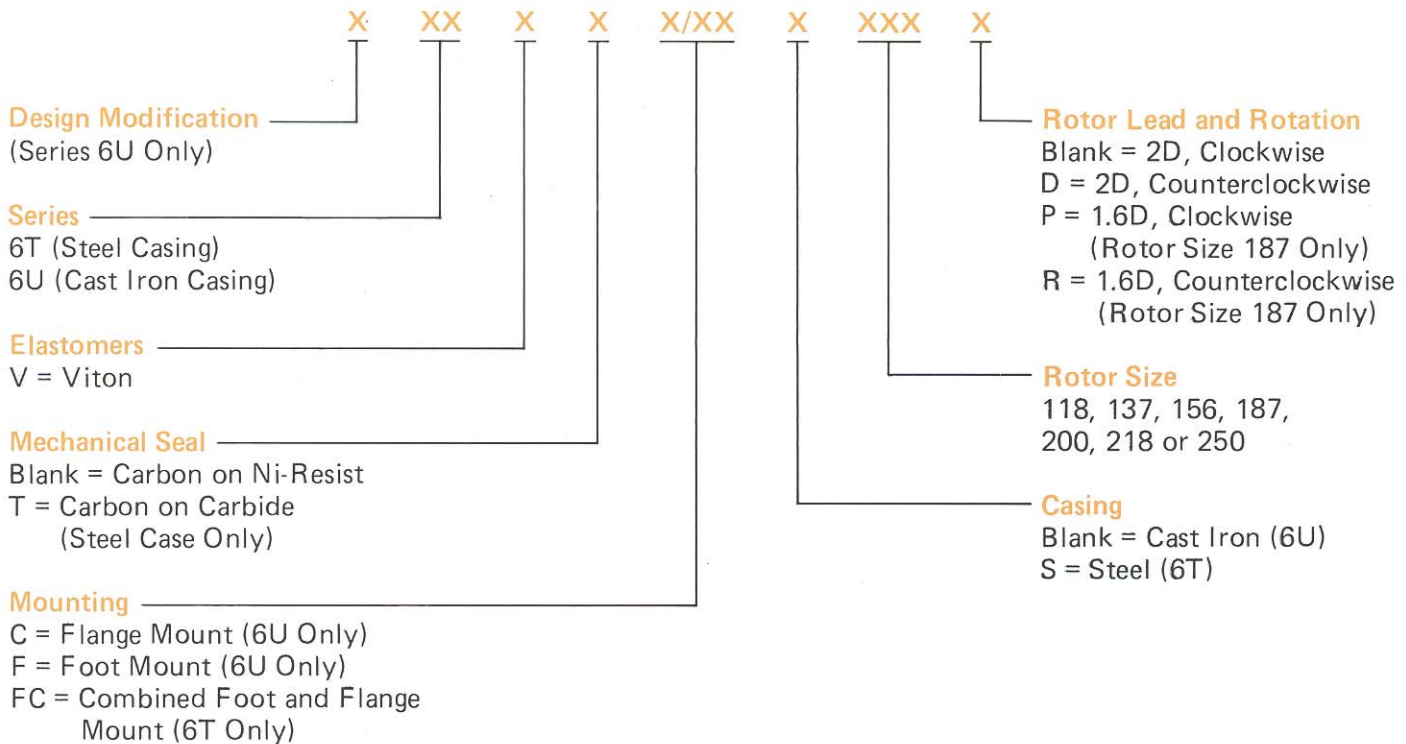 X XX X X X/XX X XXX X
Design Modification
(Series 6U Only)
Series
6T (Steel Casing)
6U (Cast Iron Casing)
Elastomers
V = Viton
Mechanical Seal
Blank = Carbon on Ni-Resist
T = Carbon on Carbide
(Steel Case Only)
Mounting
C = Flange Mount (6U Only)
F = Foot Mount (6U Only)
FC = Combined Foot and Flange
Mount (6T Only)
Rotor Lead and Rotation
Blank = 2D, Clockwise
D = 2D, Counterclockwise
P = 1.6D, Clockwise
(Rotor Size 187 Only)
R = 1.6D, Counterclockwise
(Rotor Size 187 Only)
Rotor Size
118, 137, 156, 187,
200, 218 or 250
Casing
Blank = Cast Iron (6U)
S = Steel (6T)